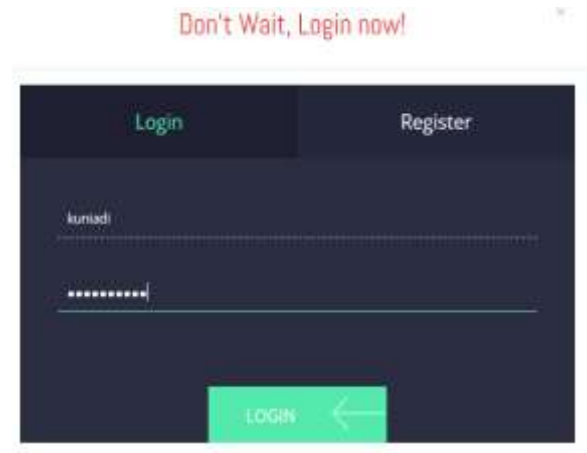 Don't Wait, Login now!
Login Register
kuniadi
••••••••••
LOGIN